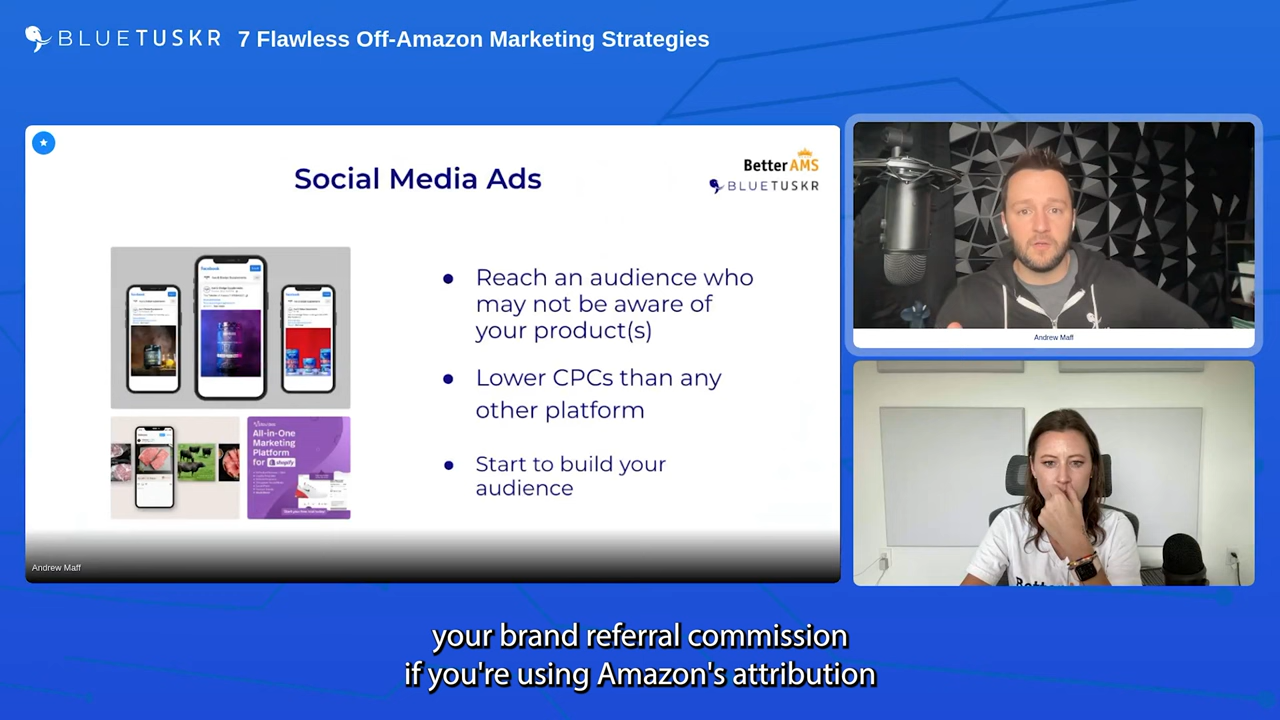 BLUETUSKR 7 Flawless Off-Amazon Marketing Strategies
Social Media Ads
BetterAMS
BLUETUSKR
● Reach an audience who
may not be aware of
your product(s)
● Lower CPCs than any
other platform
● Start to build your
audience
facebook
All-in-One
Marketing
Platform
for shopify
Andrew Maff
Andrew Maff
Better
your brand referral commission
if you're using Amazon's attribution